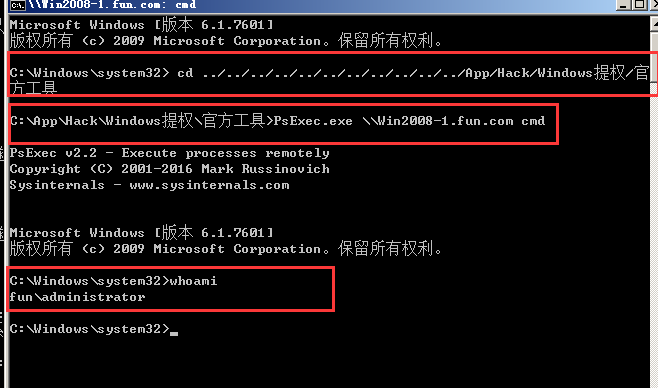 \\Win2008-1.fun.com: cmd
Microsoft Windows [版本 6.1.7601]
版权所有 (c) 2009 Microsoft Corporation。保留所有权利。
C:\Windows\system32> cd ../../../../../../../../../../App/Hack/Windows提权/官
方工具
C:\App\Hack\Windows提权\官方工具>PsExec.exe \\Win2008-1.fun.com cmd
PsExec v2.2 - Execute processes remotely
Copyright (C) 2001-2016 Mark Russinovich
Sysinternals - www.sysinternals.com
Microsoft Windows [版本 6.1.7601]
版权所有 (c) 2009 Microsoft Corporation。保留所有权利。
C:\Windows\system32>whoami
fun\administrator
C:\Windows\system32>_